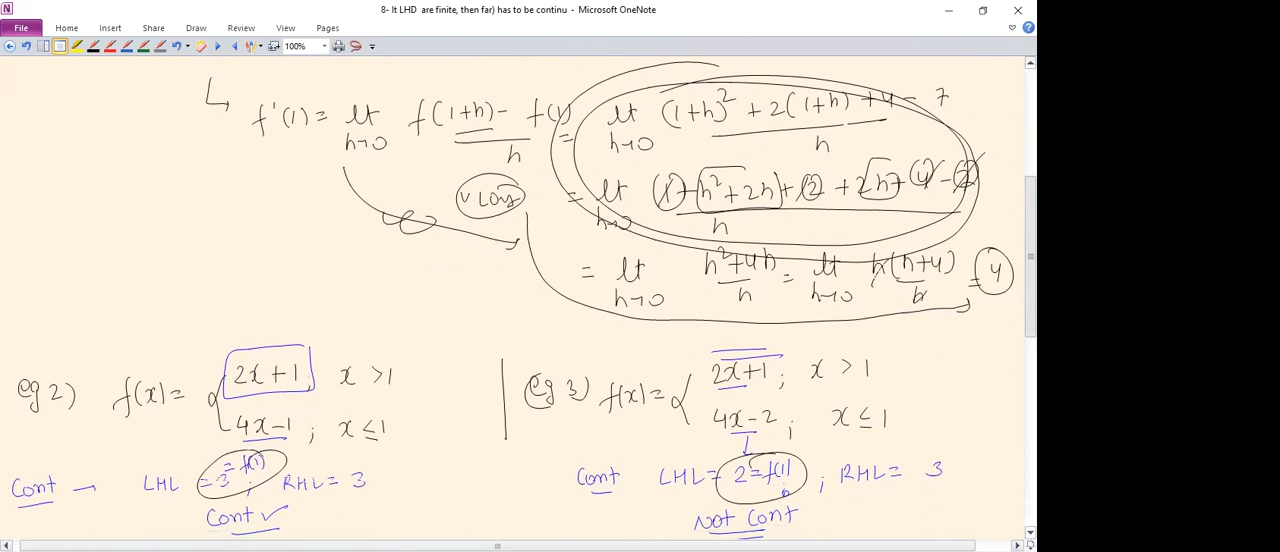 8- It LHD are finite, then far) has to be continu - Microsoft OneNote
File Home Insert Share Draw Review View Pages
100%
f'(1) = lt h→0 f(1+h) - f(1) / h = lt h→0 (1+h)² + 2(1+h) + 4 - 7 / h
v long = lt h→0 (1 + h² + 2h) + 2 + 2h + 4 - 7 / h
= lt h→0 h²+4h / h = lt h→0 h(h+4) / h = 4
eg 2) f(x) = { 2x+1 ; x > 1
4x-1 ; x ≤ 1
Cont → LHL = 3 = f(1) ; RHL = 3
Cont ✓
eg 3) f(x) = { 2x+1 ; x > 1
4x-2 ; x ≤ 1
Cont LHL = 2 = f(1) ; RHL = 3
Not Cont